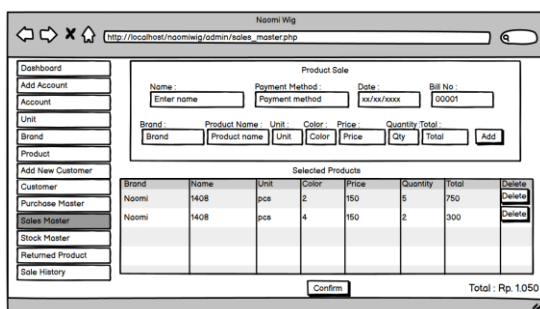 Naomi Wig
http://localhost/naomiwig/admin/sales_master.php
Dashboard
Add Account
Account
Unit
Brand
Product
Add New Customer
Customer
Purchase Master
Sales Master
Stock Master
Returned Product
Sale History
Product Sale
Name : Payment Method : Date : Bill No :
Enter name Payment method xx/xx/xxxx 00001
Brand : Product Name : Unit : Color : Price : Quantity :Total :
Brand Product name Unit Color Price Qty Total Add
Selected Products
Brand Name Unit Color Price Quantity Total Delete
Naomi 1408 pcs 2 150 5 750 Delete
Naomi 1408 pcs 4 150 2 300 Delete
Confirm Total : Rp. 1.050